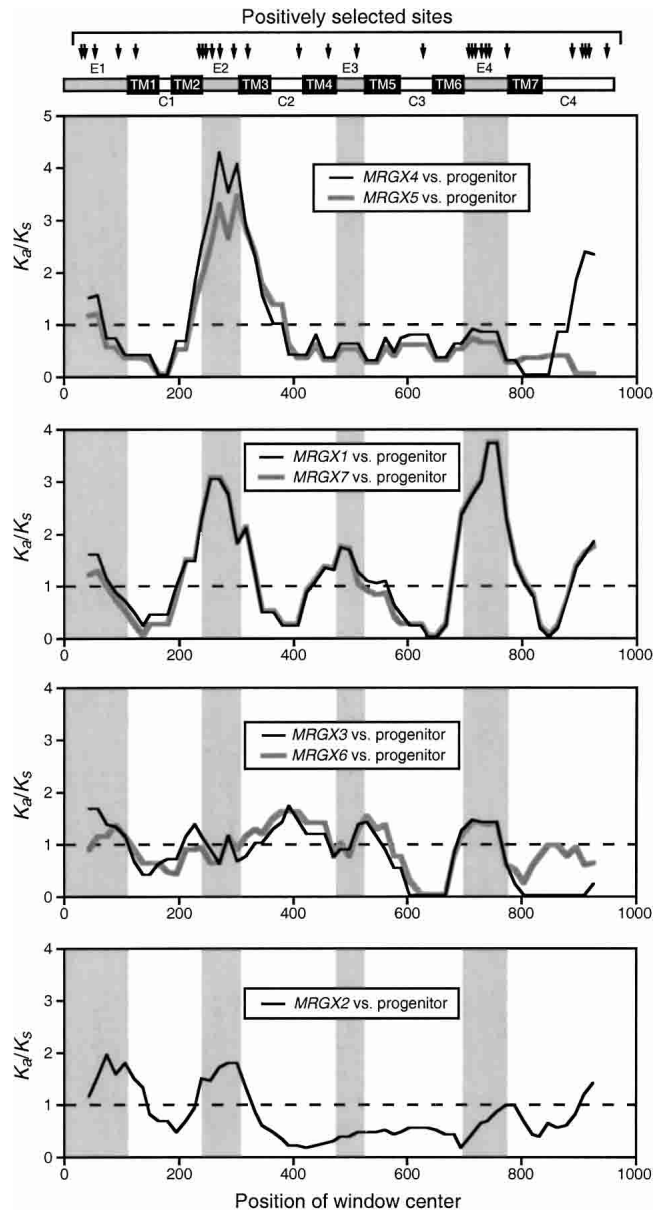 Positively selected sites
E1 E2 E3 E4
TM1 TM2 TM3 TM4 TM5 TM6 TM7
C1 C2 C3 C4
5
4
3
2
1
0
Ka/Ks
MRGX4 vs. progenitor
MRGX5 vs. progenitor
0 200 400 600 800 1000
4
3
2
1
0
Ka/Ks
MRGX1 vs. progenitor
MRGX7 vs. progenitor
0 200 400 600 800 1000
4
3
2
1
0
Ka/Ks
MRGX3 vs. progenitor
MRGX6 vs. progenitor
0 200 400 600 800 1000
4
3
2
1
0
Ka/Ks
MRGX2 vs. progenitor
0 200 400 600 800 1000
Position of window center